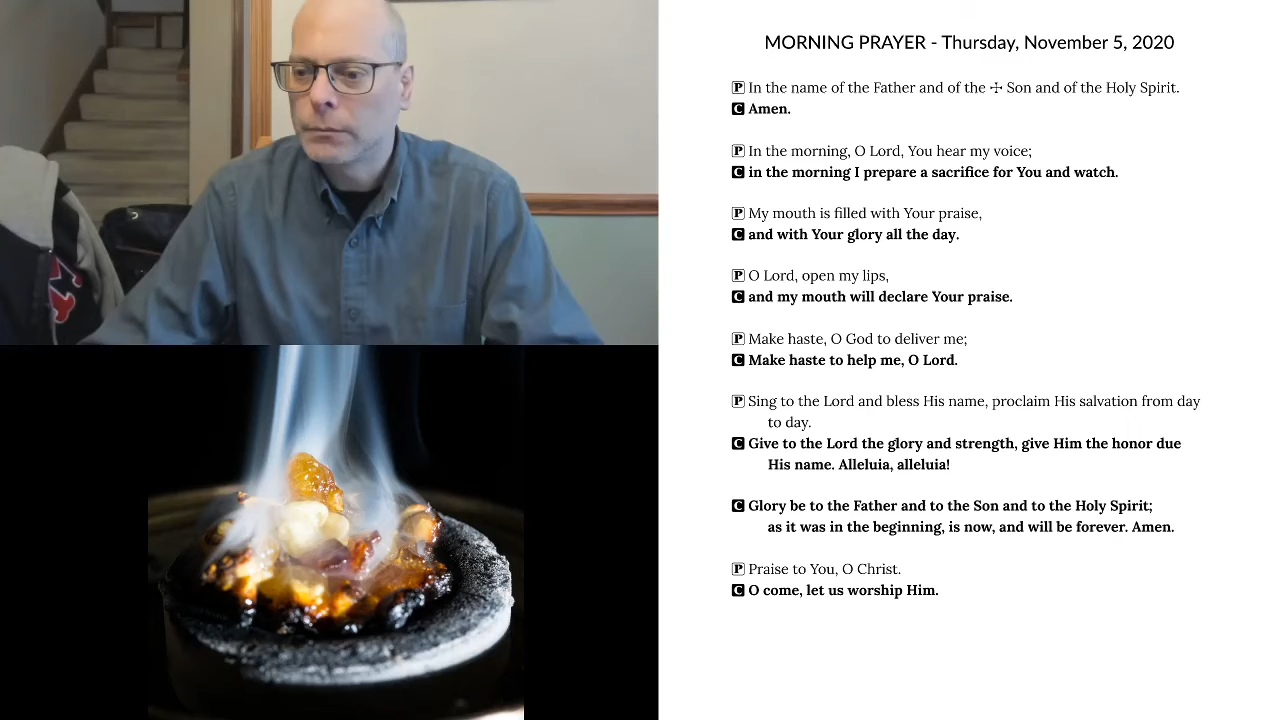 MORNING PRAYER - Thursday, November 5, 2020
P In the name of the Father and of the ☩ Son and of the Holy Spirit.
C Amen.
P In the morning, O Lord, You hear my voice;
C in the morning I prepare a sacrifice for You and watch.
P My mouth is filled with Your praise,
C and with Your glory all the day.
P O Lord, open my lips,
C and my mouth will declare Your praise.
P Make haste, O God to deliver me;
C Make haste to help me, O Lord.
P Sing to the Lord and bless His name, proclaim His salvation from day
to day.
C Give to the Lord the glory and strength, give Him the honor due
His name. Alleluia, alleluia!
C Glory be to the Father and to the Son and to the Holy Spirit;
as it was in the beginning, is now, and will be forever. Amen.
P Praise to You, O Christ.
C O come, let us worship Him.